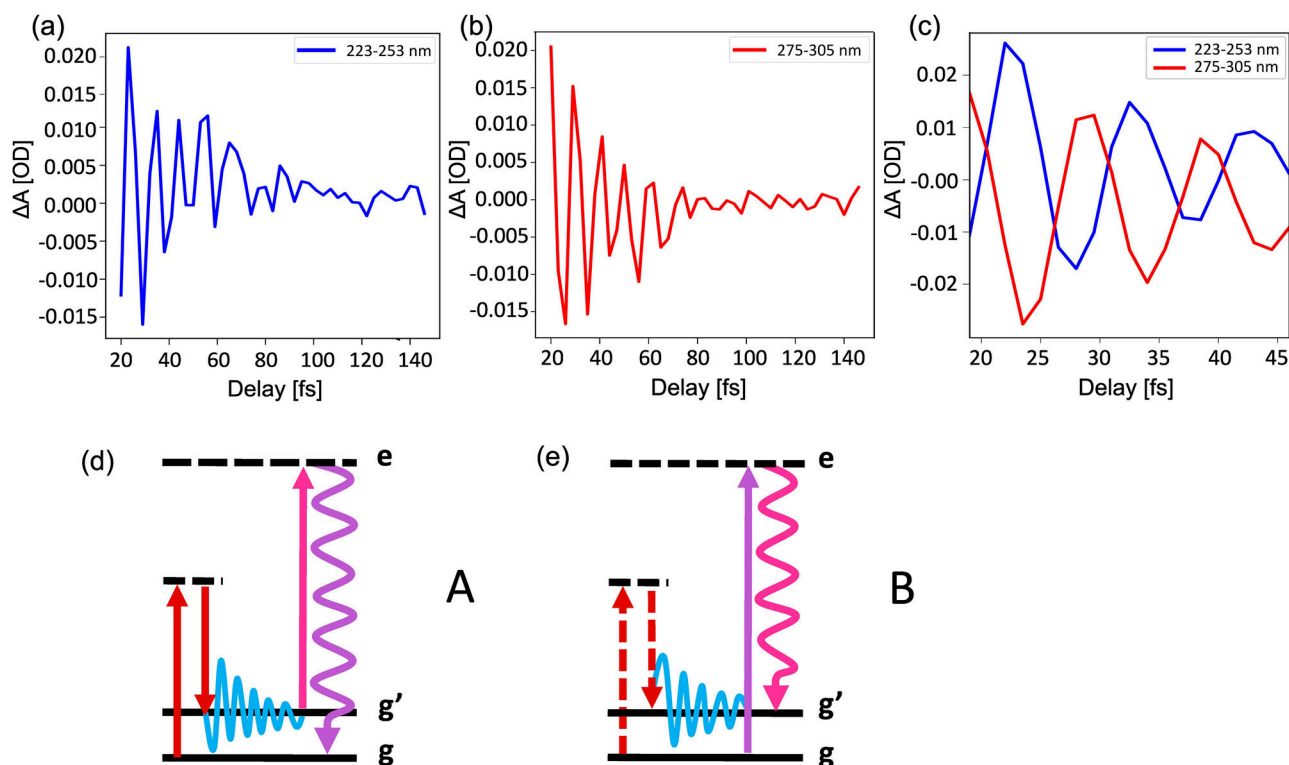 (a)
223-253 nm
ΔA [OD]
0.020
0.015
0.010
0.005
0.000
-0.005
-0.010
-0.015
20 40 60 80 100 120 140
Delay [fs]
(b)
275-305 nm
ΔA [OD]
0.020
0.015
0.010
0.005
0.000
-0.005
-0.010
-0.015
20 40 60 80 100 120 140
Delay [fs]
(c)
223-253 nm
275-305 nm
ΔA [OD]
0.02
0.01
-0.00
-0.01
-0.02
20 25 30 35 40 45
Delay [fs]
(d)
e
A
g’
g
(e)
e
B
g’
g